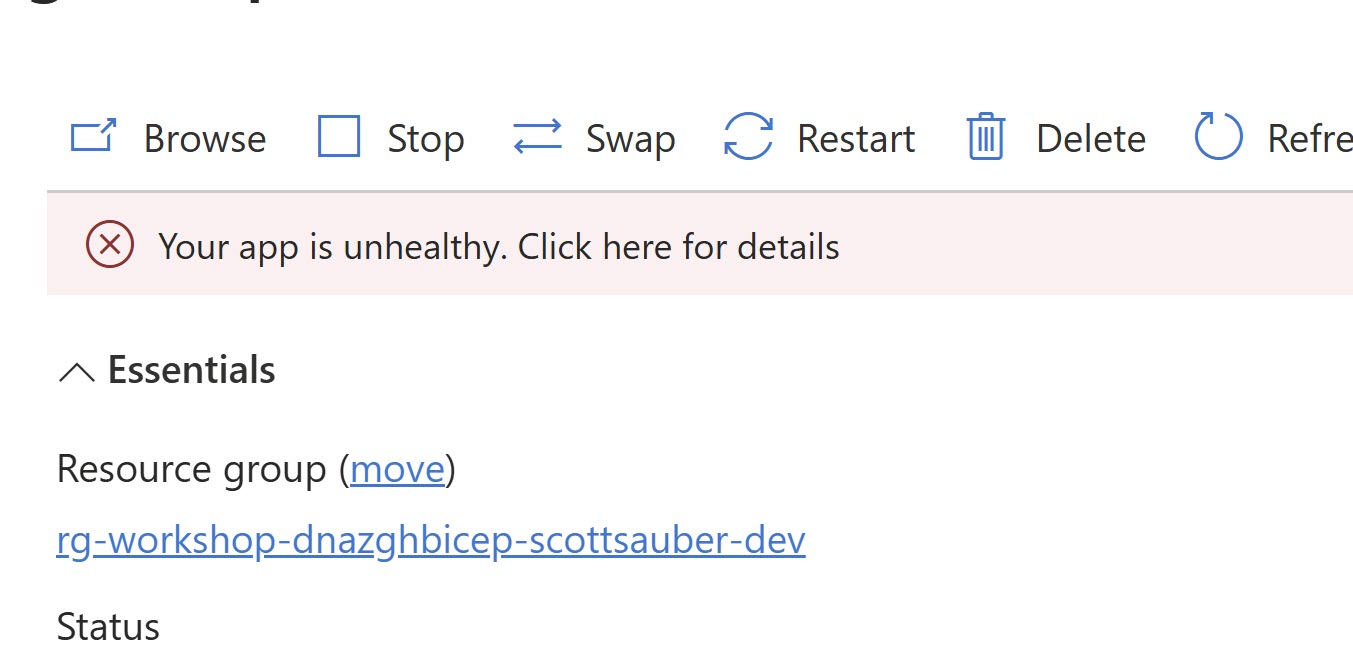 Browse Stop Swap Restart Delete Refre
Your app is unhealthy. Click here for details
Essentials
Resource group (move)
rg-workshop-dnazghbicep-scottsauber-dev
Status